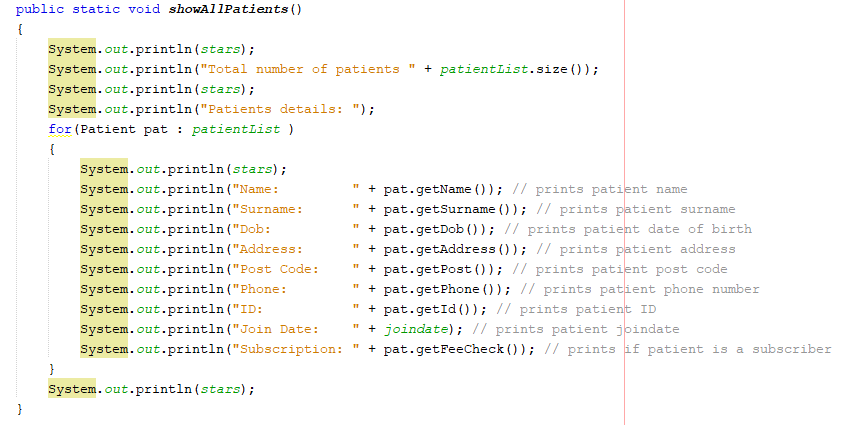 public static void showAllPatients()
{
    System.out.println(stars);
    System.out.println("Total number of patients " + patientList.size());
    System.out.println(stars);
    System.out.println("Patients details: ");
    for(Patient pat : patientList )
    {
        System.out.println(stars);
        System.out.println("Name:         " + pat.getName()); // prints patient name
        System.out.println("Surname:      " + pat.getSurname()); // prints patient surname
        System.out.println("Dob:          " + pat.getDob()); // prints patient date of birth
        System.out.println("Address:      " + pat.getAddress()); // prints patient address
        System.out.println("Post Code:    " + pat.getPost()); // prints patient post code
        System.out.println("Phone:        " + pat.getPhone()); // prints patient phone number
        System.out.println("ID:           " + pat.getId()); // prints patient ID
        System.out.println("Join Date:    " + joindate); // prints patient joindate
        System.out.println("Subscription: " + pat.getFeeCheck()); // prints if patient is a subscriber
    }
    System.out.println(stars);
}